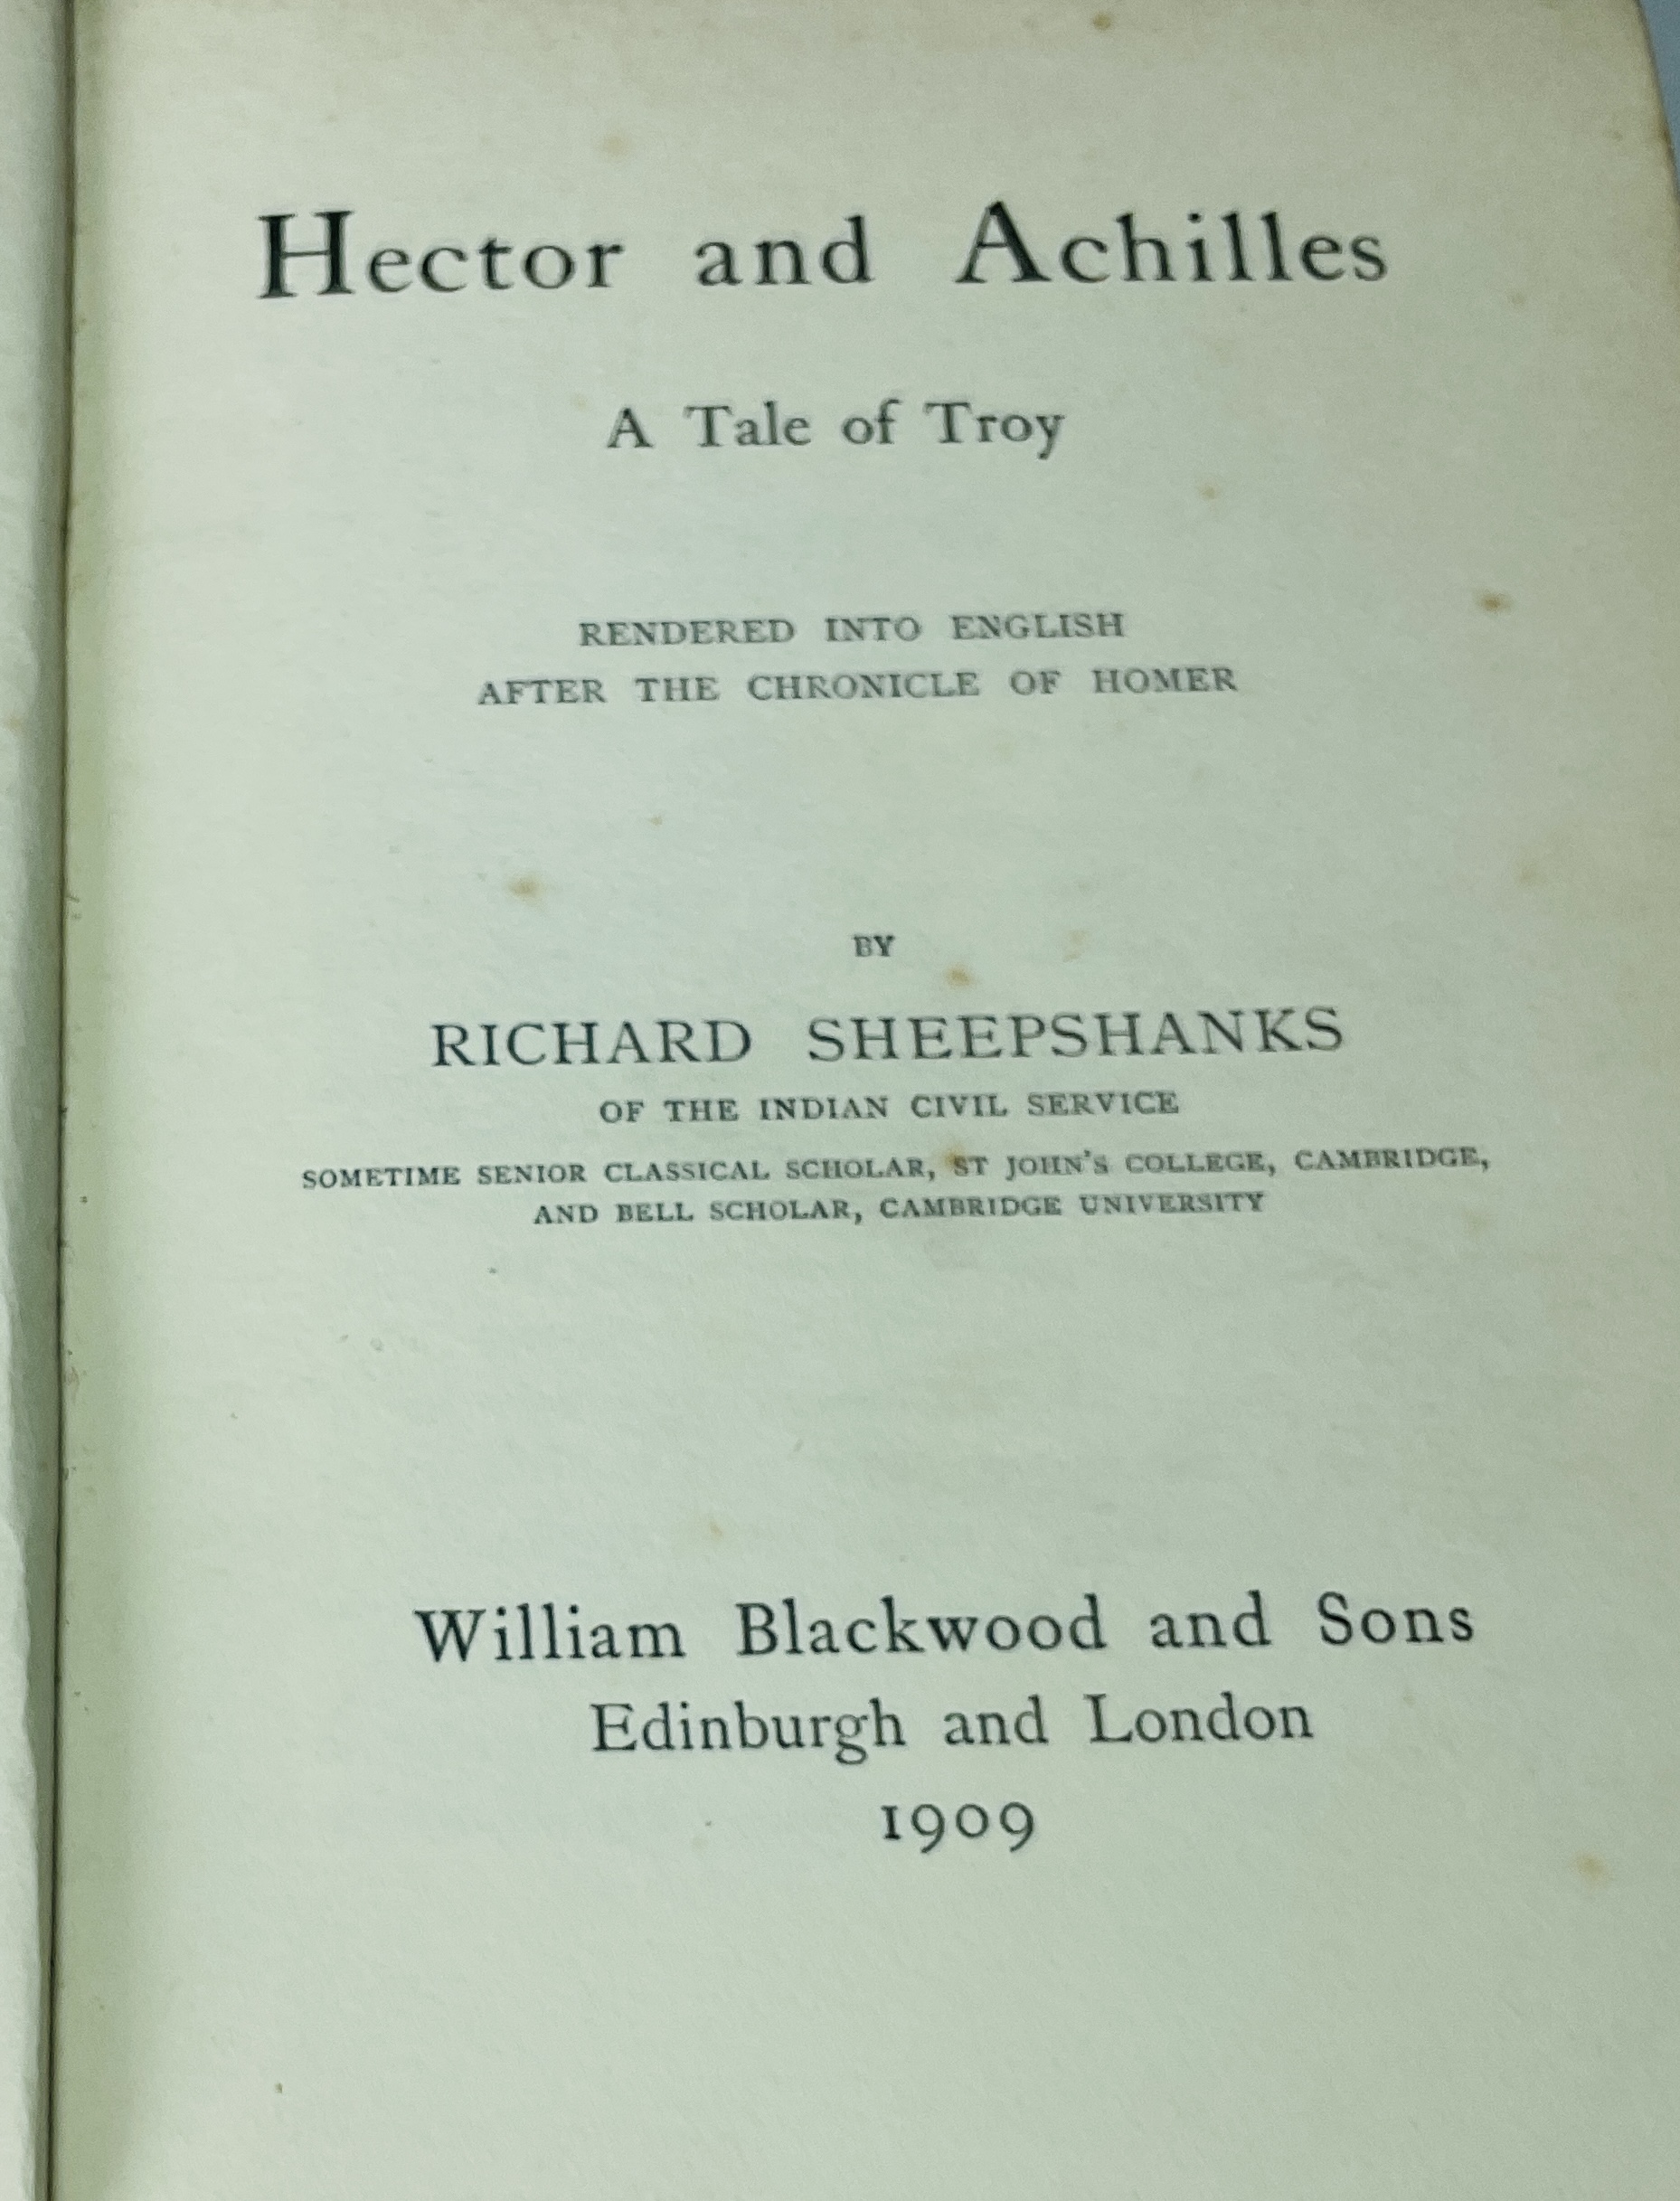 Hector and Achilles
A Tale of Troy
RENDERED INTO ENGLISH
AFTER THE CHRONICLE OF HOMER
BY
RICHARD SHEEPSHANKS
OF THE INDIAN CIVIL SERVICE
SOMETIME SENIOR CLASSICAL SCHOLAR, ST JOHN'S COLLEGE, CAMBRIDGE,
AND BELL SCHOLAR, CAMBRIDGE UNIVERSITY
William Blackwood and Sons
Edinburgh and London
1909